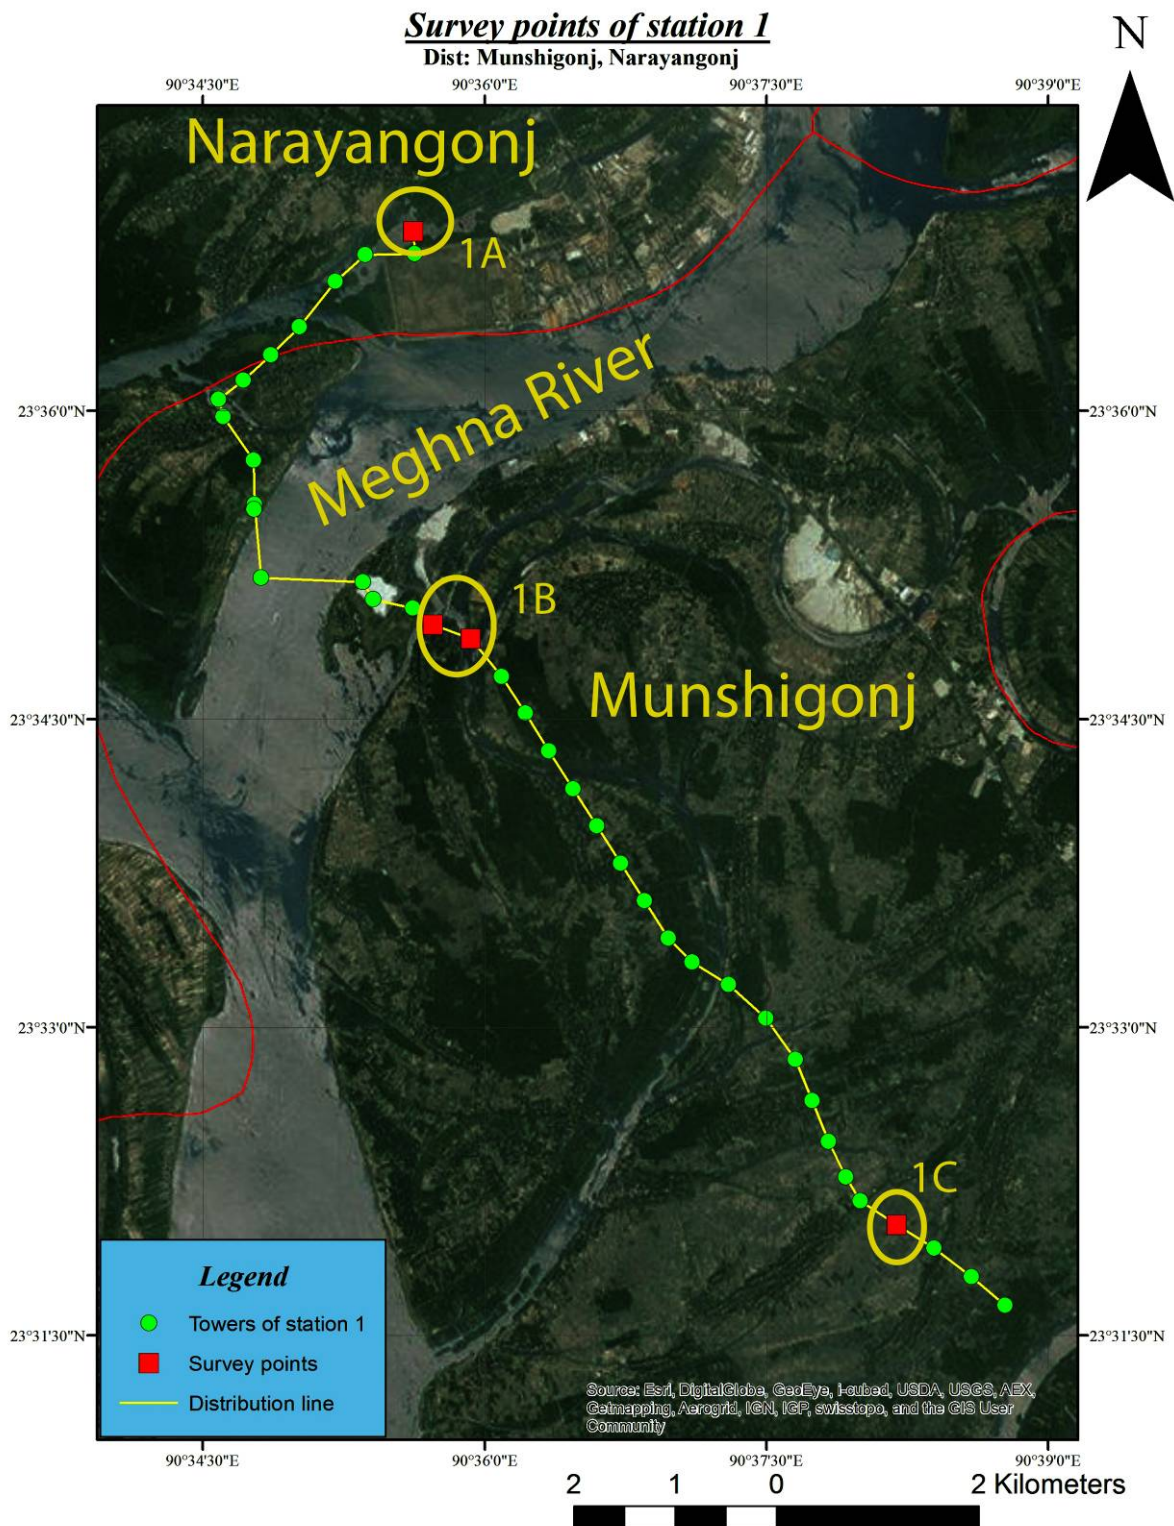 Survey points of station 1
Dist: Munshigonj, Narayangonj
N
90°34'30"E 90°36'0"E 90°37'30"E 90°39'0"E
Narayangonj
1A
Meghna River
23°36'0"N 23°36'0"N
1B
Munshigonj
23°34'30"N 23°34'30"N
23°33'0"N 23°33'0"N
1C
Legend
Towers of station 1
Survey points
Distribution line
23°31'30"N 23°31'30"N
Source: Esri, DigitalGlobe, GeoEye, i-cubed, USDA, USGS, AEX,
Getmapping, Aerogrid, IGN, IGP, swisstopo, and the GIS User
Community
90°34'30"E 90°36'0"E 90°37'30"E 90°39'0"E
2 1 0 2 Kilometers